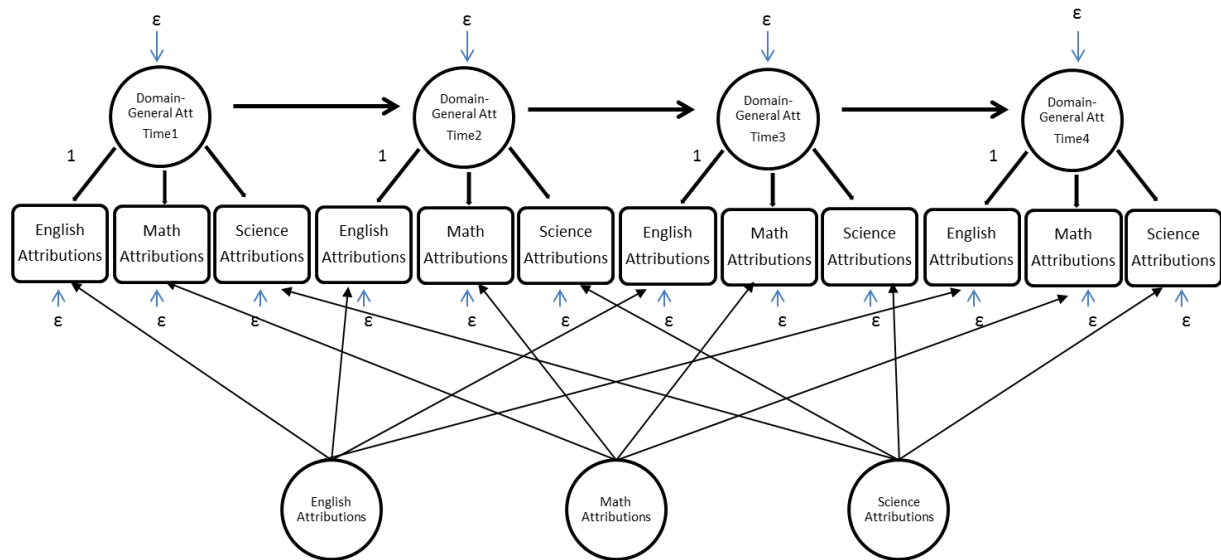 ε
ε
ε
ε
Domain-
General Att
Time1
Domain-
General Att
Time2
Domain-
General Att
Time3
Domain-
General Att
Time4
1
1
1
1
English
Attributions
Math
Attributions
Science
Attributions
English
Attributions
Math
Attributions
Science
Attributions
English
Attributions
Math
Attributions
Science
Attributions
English
Attributions
Math
Attributions
Science
Attributions
ε
ε
ε
ε
ε
ε
ε
ε
ε
ε
ε
ε
English
Attributions
Math
Attributions
Science
Attributions